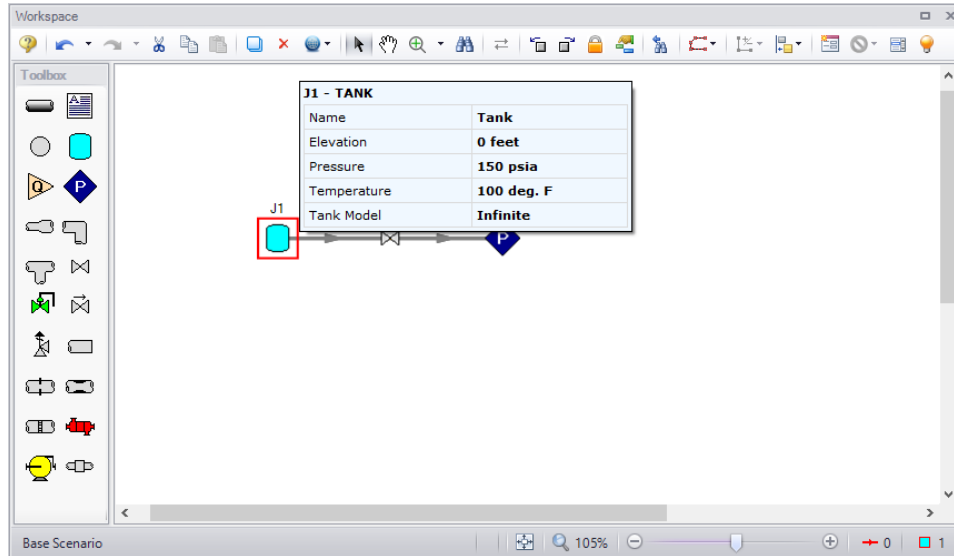 Workspace
Toolbox
J1 - TANK
Name Tank
Elevation 0 feet
Pressure 150 psia
Temperature 100 deg. F
Tank Model Infinite
J1
Q P
P
Base Scenario 105% 0 1